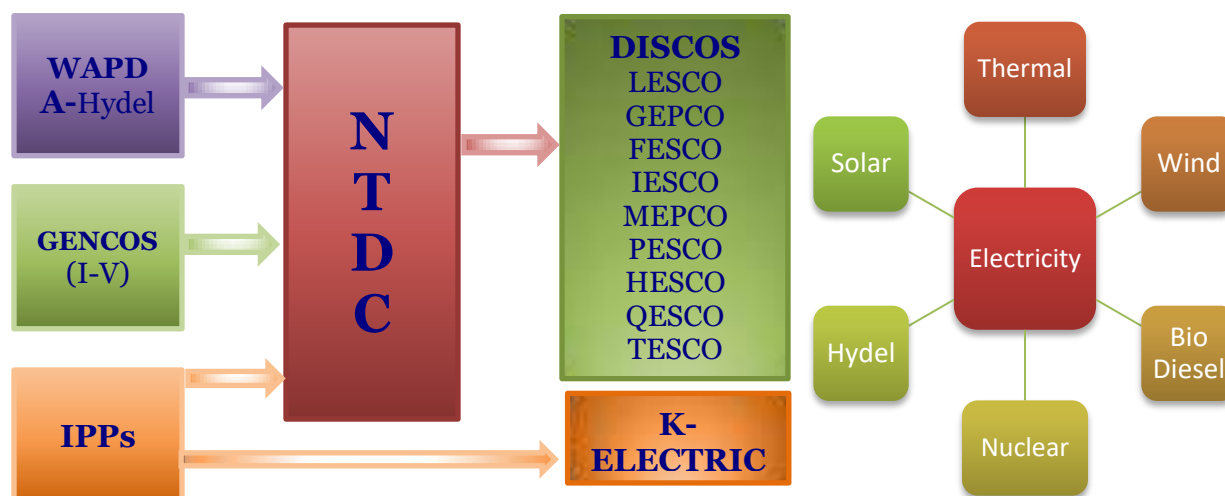 WAPD
A-Hydel
GENCOS
(I-V)
IPPs
N
T
D
C
DISCOS
LESCO
GEPCO
FESCO
IESCO
MEPCO
PESCO
HESCO
QESCO
TESCO
K-
ELECTRIC
Thermal
Solar
Wind
Electricity
Hydel
Bio
Diesel
Nuclear